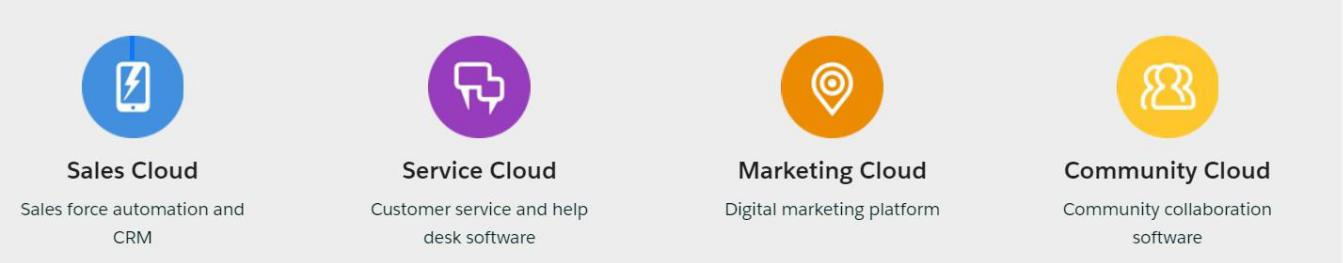 Sales Cloud
Sales force automation and
CRM
Service Cloud
Customer service and help
desk software
Marketing Cloud
Digital marketing platform
Community Cloud
Community collaboration
software